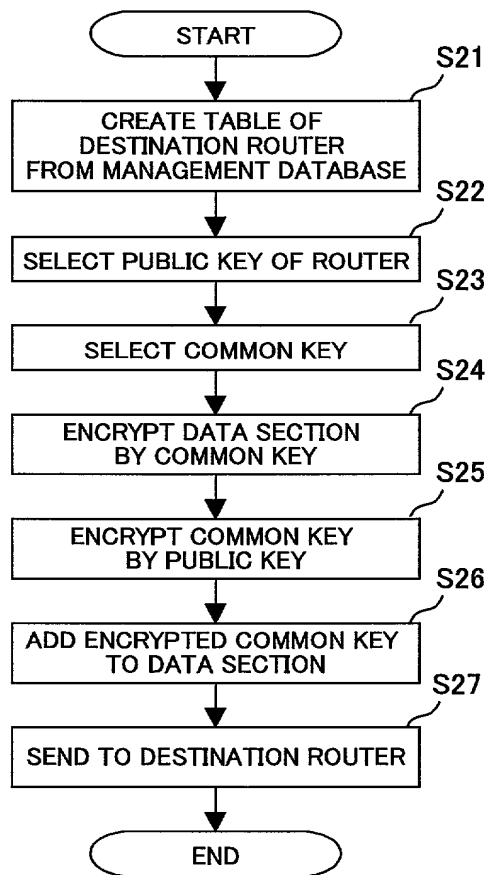 START
S21
CREATE TABLE OF
DESTINATION ROUTER
FROM MANAGEMENT DATABASE
S22
SELECT PUBLIC KEY OF ROUTER
S23
SELECT COMMON KEY
S24
ENCRYPT DATA SECTION
BY COMMON KEY
S25
ENCRYPT COMMON KEY
BY PUBLIC KEY
S26
ADD ENCRYPTED COMMON KEY
TO DATA SECTION
S27
SEND TO DESTINATION ROUTER
END